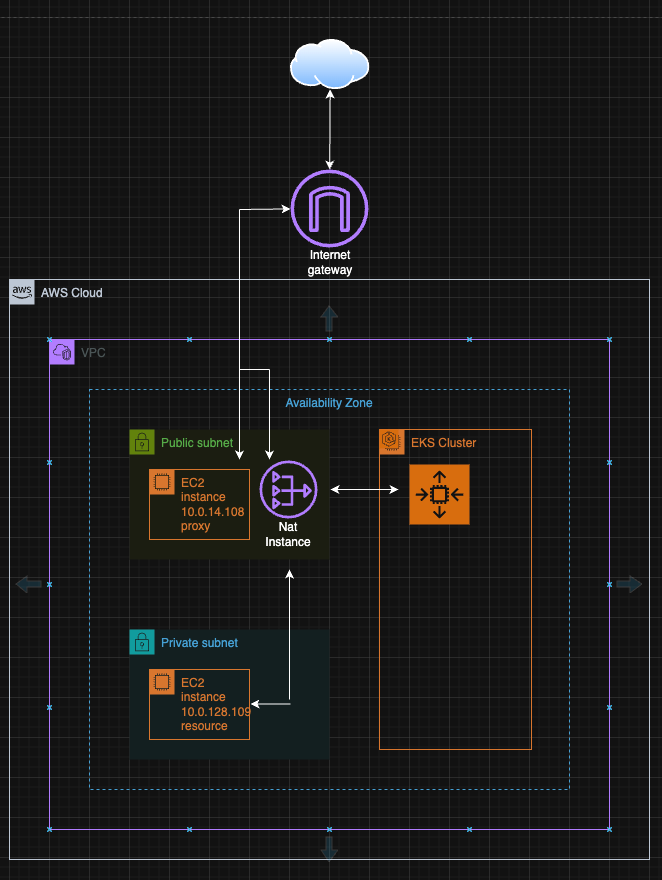 Internet
gateway
aws
AWS Cloud
VPC
Availability Zone
Public subnet
EC2
instance
10.0.14.108
proxy
Nat
Instance
EKS Cluster
Private subnet
EC2
instance
10.0.128.109
resource